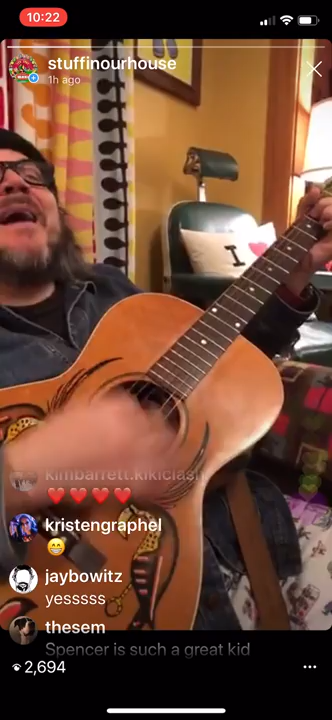 10:22
stuffinourhouse
1h ago
I
kimbarrett.kikiclash
kristengraphel
jaybowitz
yesssss
thesem
Spencer is such a great kid
2,694